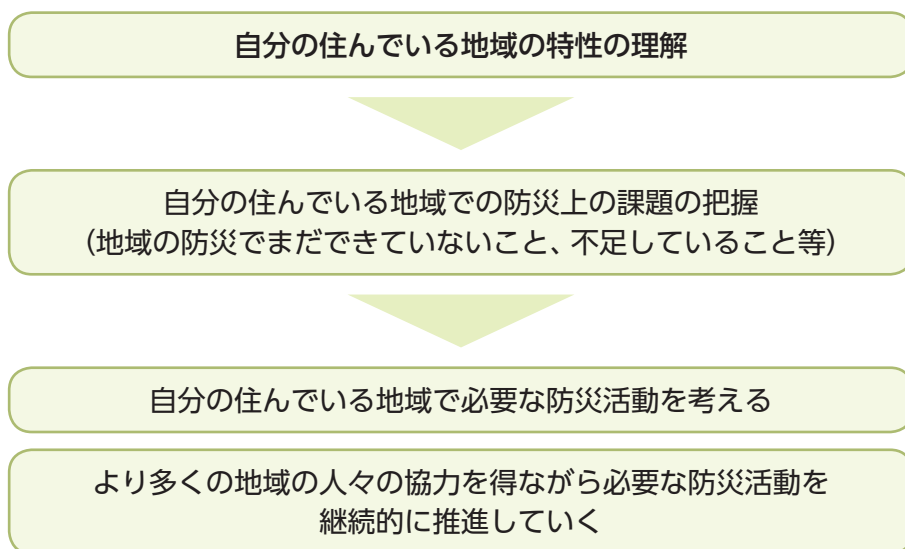 自分の住んでいる地域の特性の理解
自分の住んでいる地域での防災上の課題の把握
（地域の防災でまだできていないこと、不足していること等）
自分の住んでいる地域で必要な防災活動を考える
より多くの地域の人々の協力を得ながら必要な防災活動を
継続的に推進していく